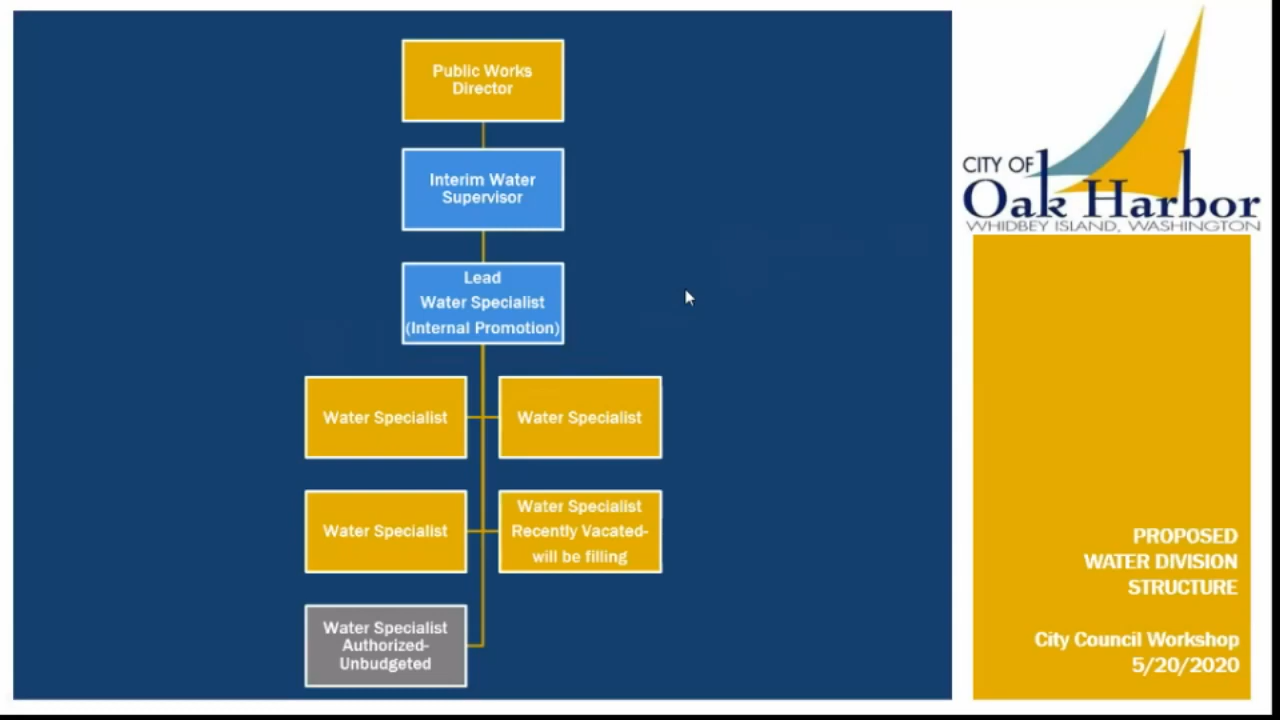 Public Works
Director
Interim Water
Supervisor
Lead
Water Specialist
(Internal Promotion)
Water Specialist
Water Specialist
Water Specialist
Water Specialist
Recently Vacated-
will be filling
Water Specialist
Authorized-
Unbudgeted
CITY OF
Oak Harbor
WHIDBEY ISLAND, WASHINGTON
PROPOSED
WATER DIVISION
STRUCTURE
City Council Workshop
5/20/2020